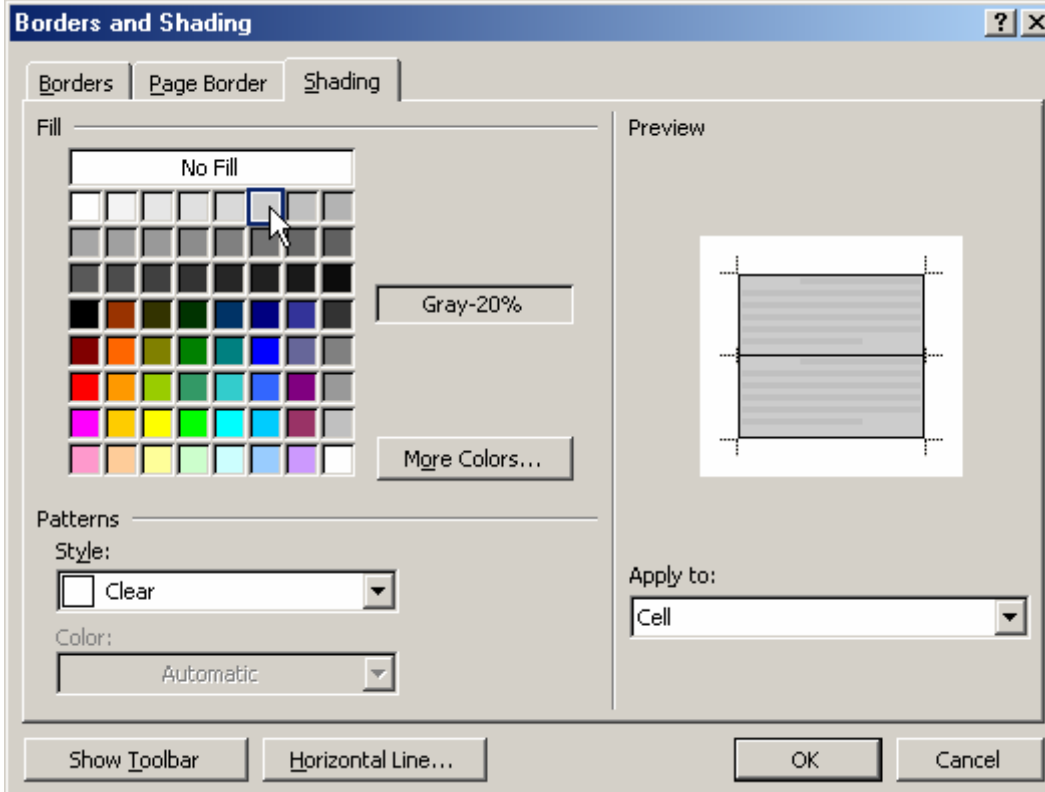 Borders and Shading
Borders Page Border Shading
Fill
No Fill
Gray-20%
More Colors...
Patterns
Style:
Clear
Color:
Automatic
Preview
Apply to:
Cell
Show Toolbar Horizontal Line... OK Cancel